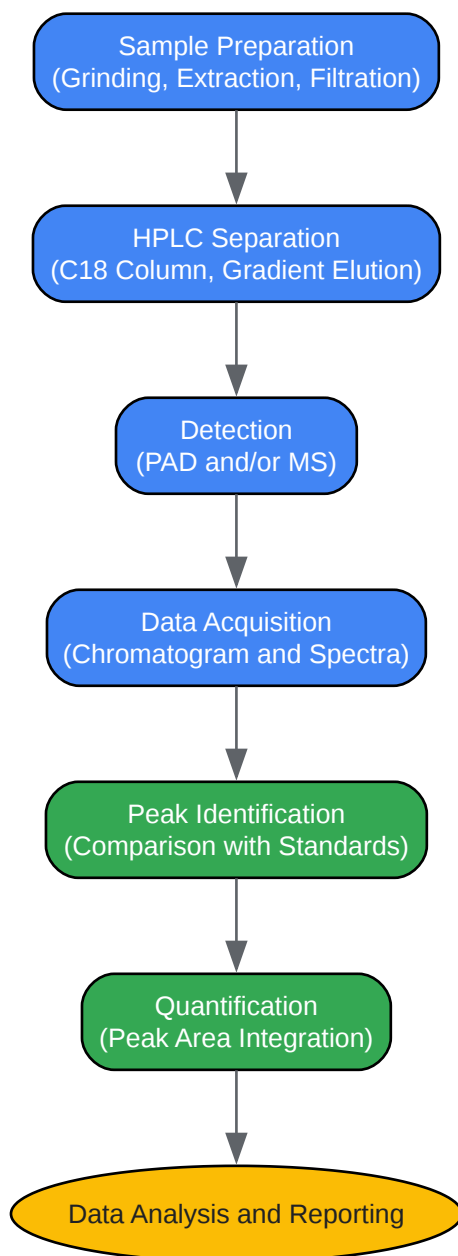 Sample Preparation
(Grinding, Extraction, Filtration)
HPLC Separation
(C18 Column, Gradient Elution)
Detection
(PAD and/or MS)
Data Acquisition
(Chromatogram and Spectra)
Peak Identification
(Comparison with Standards)
Quantification
(Peak Area Integration)
Data Analysis and Reporting